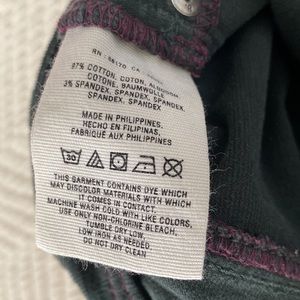 97% COTTON, COTON, ALGODON
COTONE, BAUMWOLLE
3% SPANDEX, SPANDEX, SPANDEX,
SPANDEX, SPANDEX
MADE IN PHILIPPINES,
HECHO EN FILIPINAS,
FABRIQUE AUX PHILIPPINES
30
THIS GARMENT CONTAINS DYE WHICH
MAY DISCOLOR MATERIALS WITH WHICH
IT COMES IN CONTACT
MACHINE WASH COLD WITH LIKE COLORS,
USE ONLY NON-CHLORINE BLEACH,
TUMBLE DRY LOW,
LOW IRON AS NEEDED
DO NOT DRY CLEAN